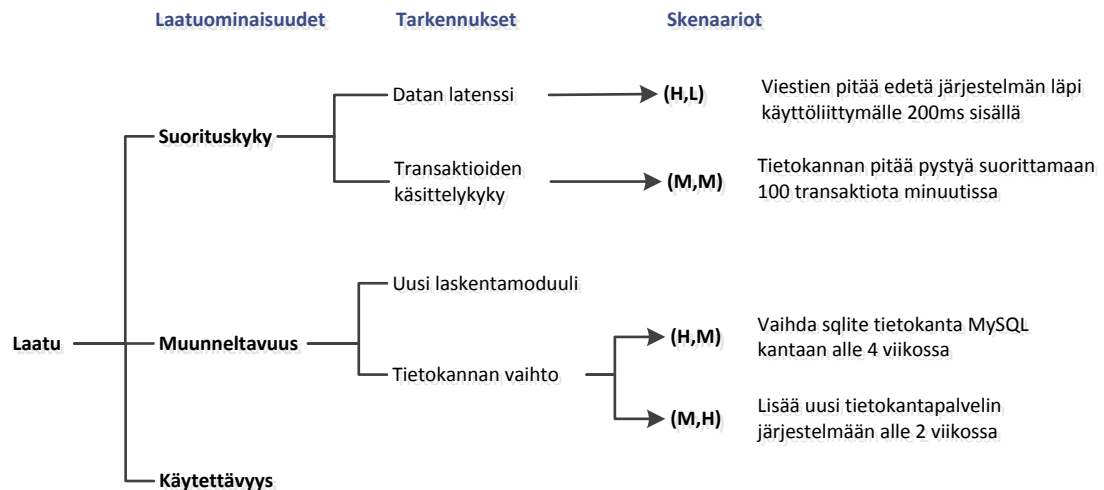 Laatuominaisuudet Tarkennukset Skenaariot
Datan latenssi (H,L) Viestien pitää edetä järjestelmän läpi
käyttöliittymälle 200ms sisällä
Suorituskyky
Transaktioiden
käsittelykyky (M,M) Tietokannan pitää pystyä suorittamaan
100 transaktiota minuutissa
Uusi laskentamoduuli
Laatu Muunneltavuus (H,M) Vaihda sqlite tietokanta MySQL
kantaan alle 4 viikossa
Tietokannan vaihto
(M,H) Lisää uusi tietokantapalvelin
järjestelmään alle 2 viikossa
Käytettävyys